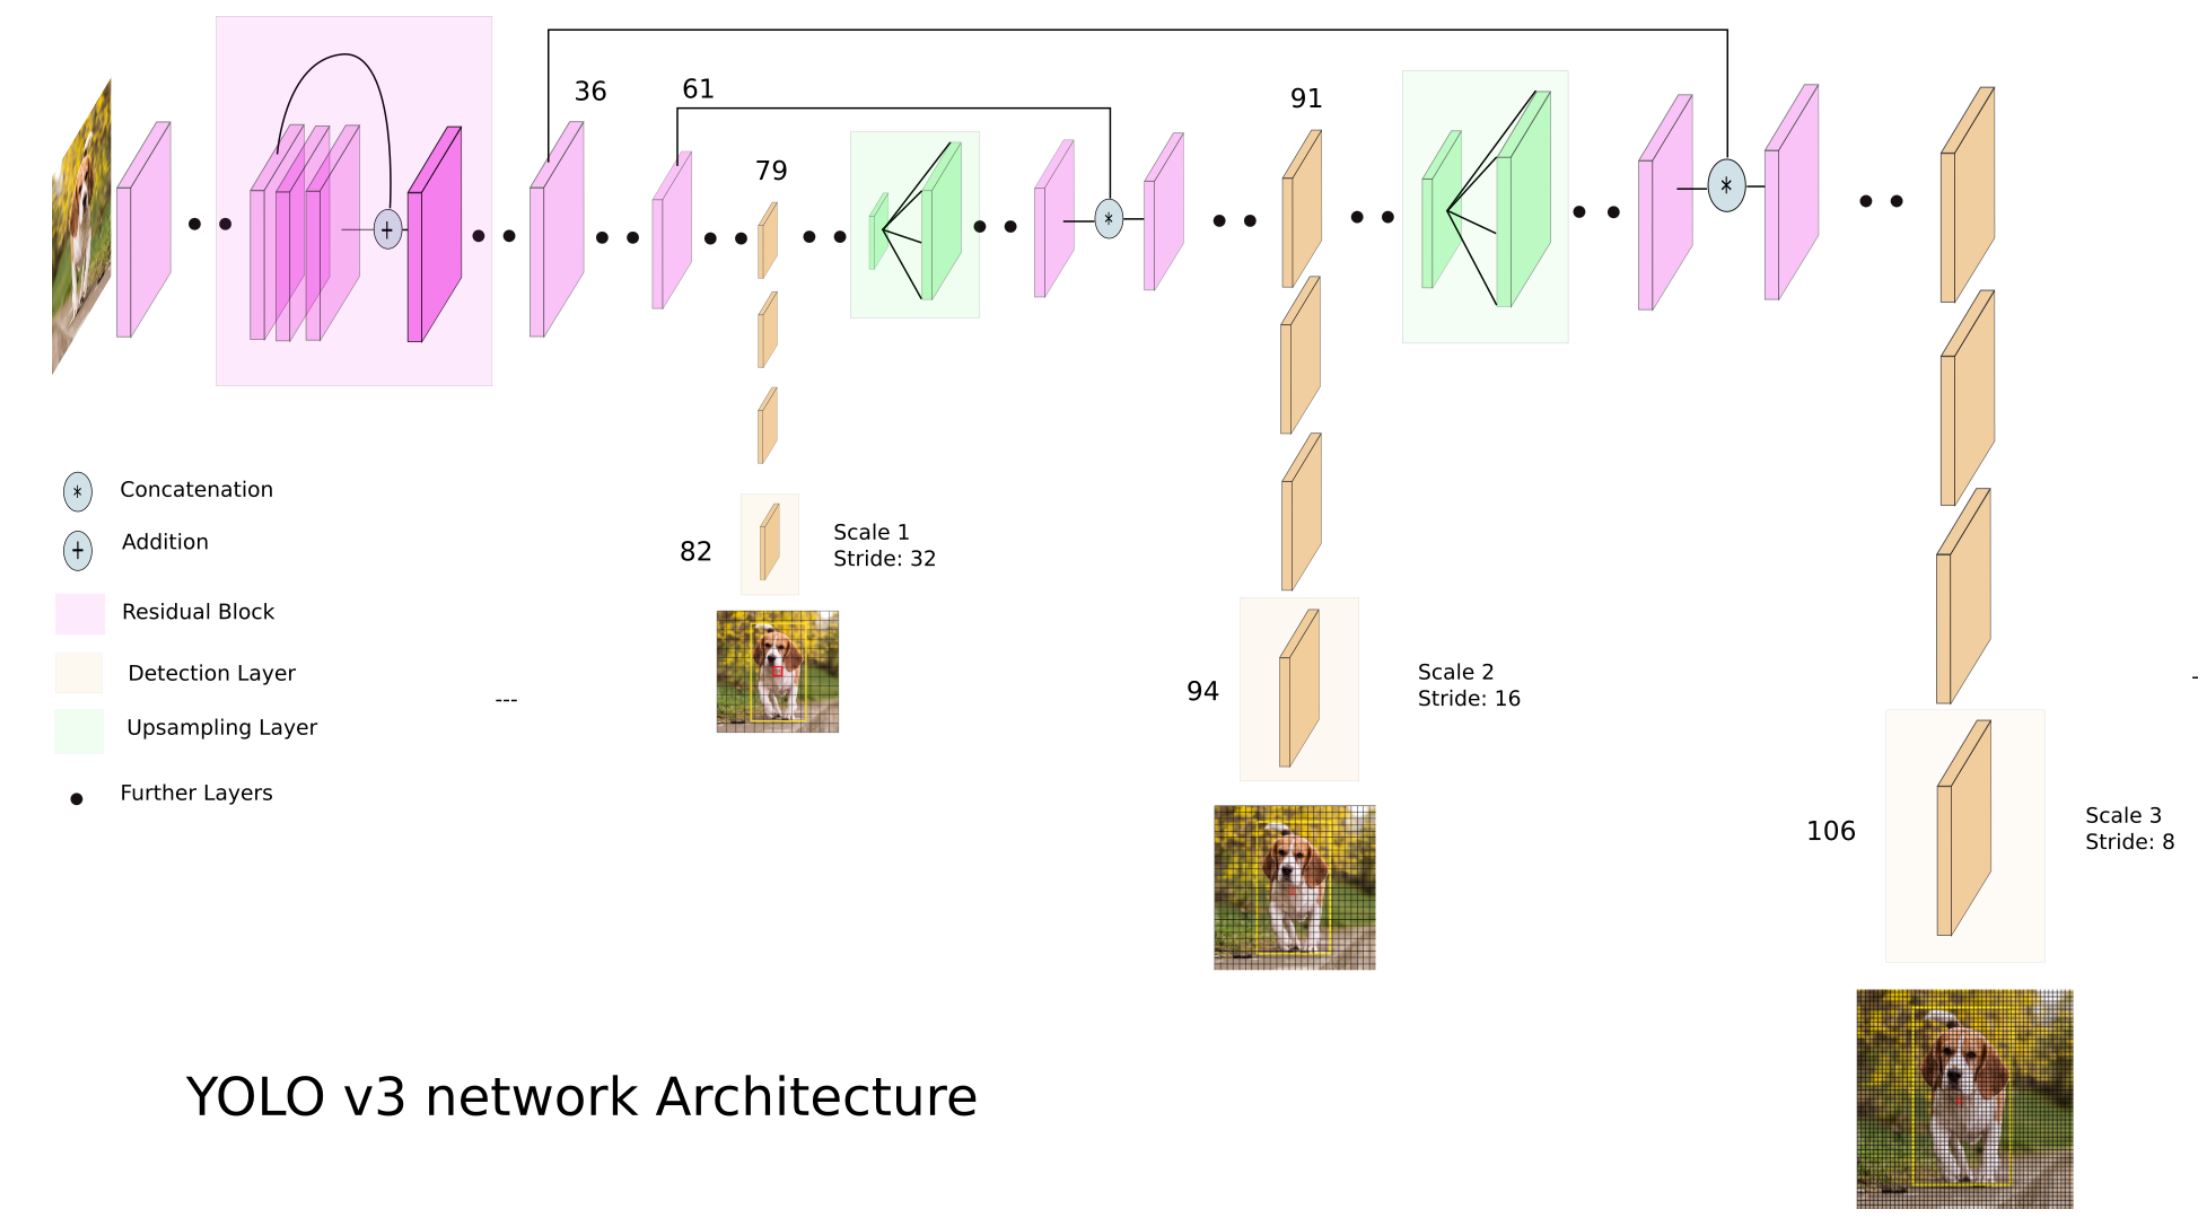 36
61
79
91
*
+
*
*
Concatenation
+
Addition
Residual Block
Detection Layer
Upsampling Layer
Further Layers
---
82
Scale 1
Stride: 32
94
Scale 2
Stride: 16
106
Scale 3
Stride: 8
-
YOLO v3 network Architecture